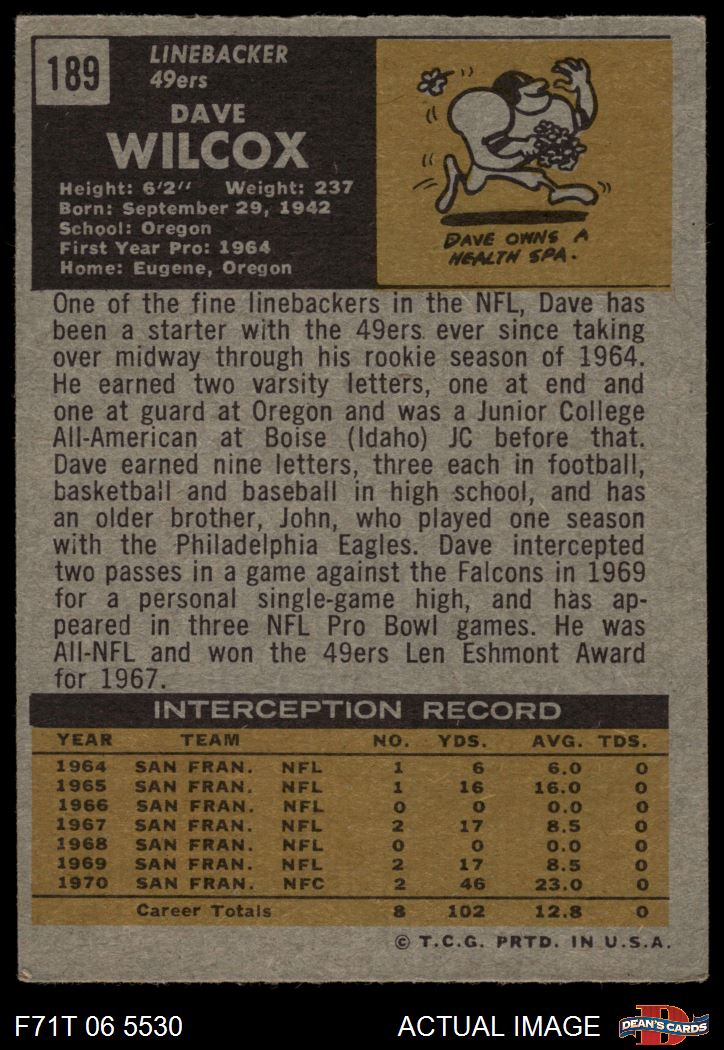 189
LINEBACKER
49ers
DAVE
WILCOX
Height: 6'2" Weight: 237
Born: September 29, 1942
School: Oregon
First Year Pro: 1964
Home: Eugene, Oregon
DAVE OWNS A
HEALTH SPA.
One of the fine linebackers in the NFL, Dave has
been a starter with the 49ers ever since taking
over midway through his rookie season of 1964.
He earned two varsity letters, one at end and
one at guard at Oregon and was a Junior College
All-American at Boise (Idaho) JC before that.
Dave earned nine letters, three each in football,
basketball and baseball in high school, and has
an older brother, John, who played one season
with the Philadelphia Eagles. Dave intercepted
two passes in a game against the Falcons in 1969
for a personal single-game high, and has ap-
peared in three NFL Pro Bowl games. He was
All-NFL and won the 49ers Len Eshmont Award
for 1967.
INTERCEPTION RECORD
YEAR TEAM NO. YDS. AVG. TDS.
1964 SAN FRAN. NFL 1 6 6.0 0
1965 SAN FRAN. NFL 1 16 16.0 0
1966 SAN FRAN. NFL 0 0 0.0 0
1967 SAN FRAN. NFL 2 17 8.5 0
1968 SAN FRAN. NFL 0 0 0.0 0
1969 SAN FRAN. NFL 2 17 8.5 0
1970 SAN FRAN. NFC 2 46 23.0 0
Career Totals 8 102 12.8 0
© T.C.G. PRTD. IN U.S.A.
F71T 06 5530 ACTUAL IMAGE D DEAN'S CARDS